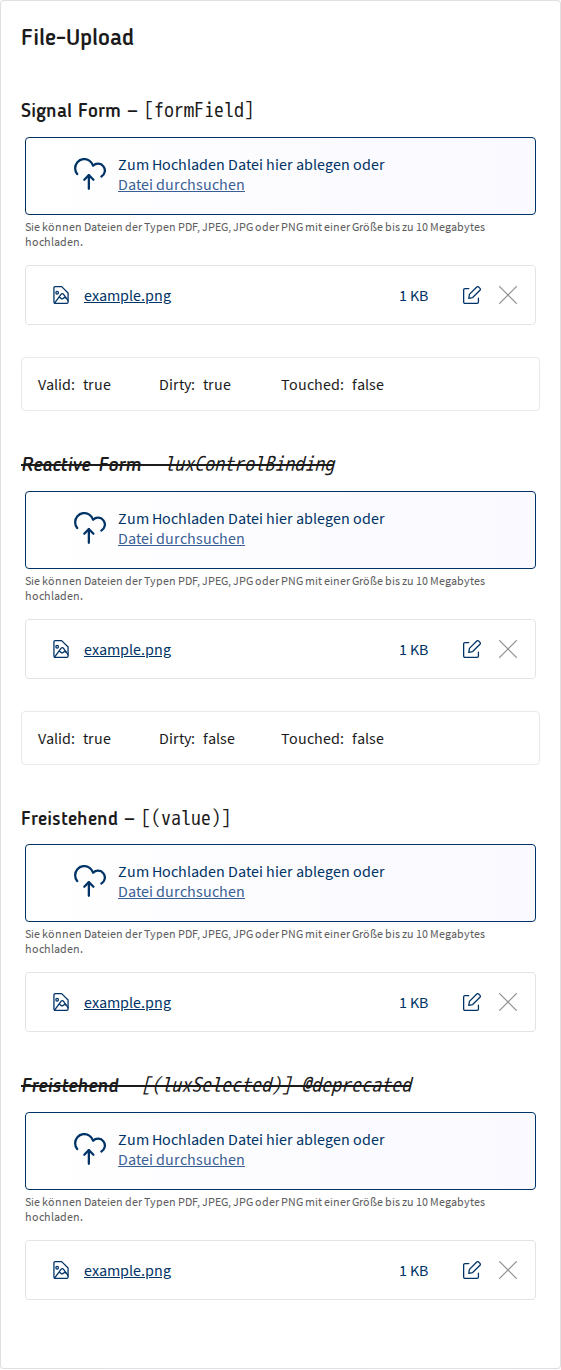 File-Upload
Signal Form – [formField]
Zum Hochladen Datei hier ablegen oder
Datei durchsuchen
Sie können Dateien der Typen PDF, JPEG, JPG oder PNG mit einer Größe bis zu 10 Megabytes
hochladen.
example.png 1 KB
Valid: true Dirty: true Touched: false
Reactive Form – luxControlBinding
Zum Hochladen Datei hier ablegen oder
Datei durchsuchen
Sie können Dateien der Typen PDF, JPEG, JPG oder PNG mit einer Größe bis zu 10 Megabytes
hochladen.
example.png 1 KB
Valid: true Dirty: false Touched: false
Freistehend – [(value)]
Zum Hochladen Datei hier ablegen oder
Datei durchsuchen
Sie können Dateien der Typen PDF, JPEG, JPG oder PNG mit einer Größe bis zu 10 Megabytes
hochladen.
example.png 1 KB
Freistehend – [(luxSelected)] @deprecated
Zum Hochladen Datei hier ablegen oder
Datei durchsuchen
Sie können Dateien der Typen PDF, JPEG, JPG oder PNG mit einer Größe bis zu 10 Megabytes
hochladen.
example.png 1 KB